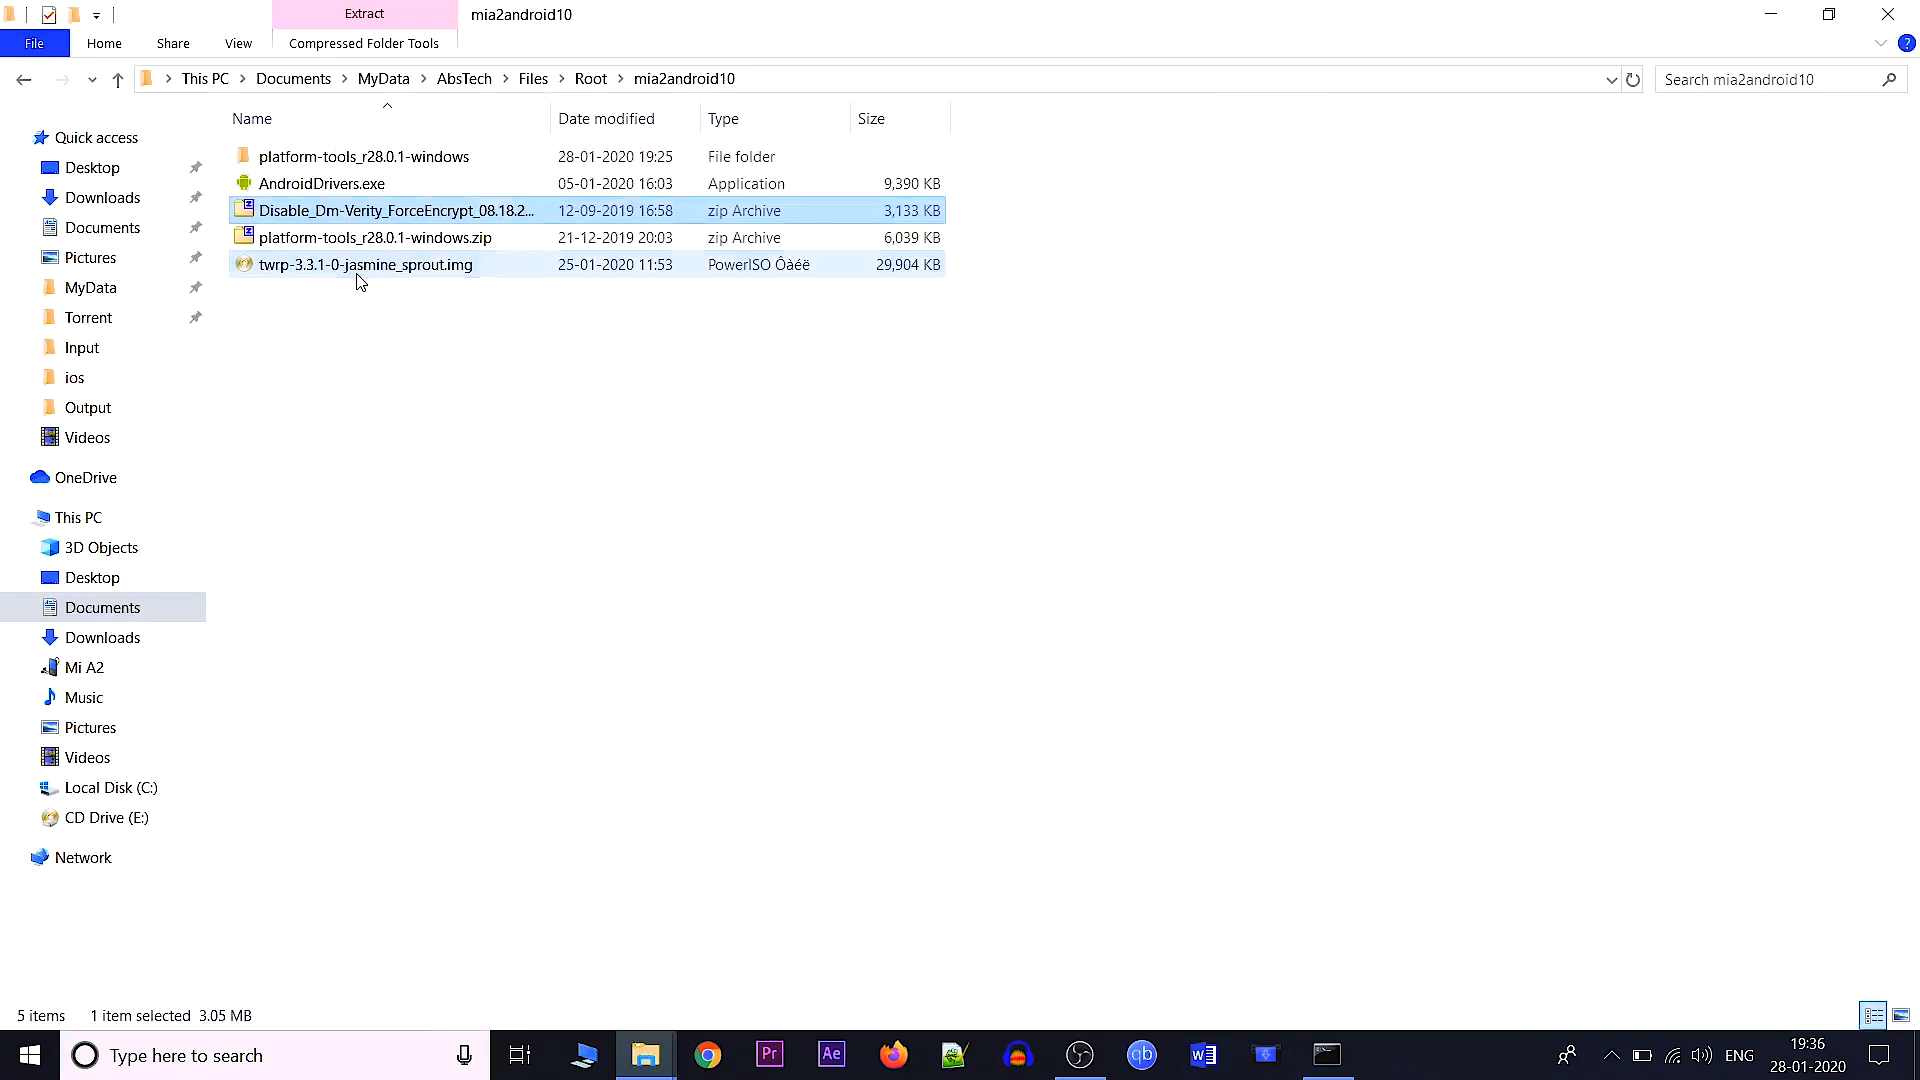 Extract
mia2android10
File
Home
Share
View
Compressed Folder Tools
?
This PC
Documents
MyData
AbsTech
Files
Root
mia2android10
Search mia2android10
Name
Date modified
Type
Size
platform-tools_r28.0.1-windows 28-01-2020 19:25 File folder
AndroidDrivers.exe 05-01-2020 16:03 Application 9,390 KB
Disable_Dm-Verity_ForceEncrypt_08.18.2... 12-09-2019 16:58 zip Archive 3,133 KB
platform-tools_r28.0.1-windows.zip 21-12-2019 20:03 zip Archive 6,039 KB
twrp-3.3.1-0-jasmine_sprout.img 25-01-2020 11:53 PowerISO Ôàéë 29,904 KB
Quick access
Desktop
Downloads
Documents
Pictures
MyData
Torrent
Input
ios
Output
Videos
OneDrive
This PC
3D Objects
Desktop
Documents
Downloads
Mi A2
Music
Pictures
Videos
Local Disk (C:)
CD Drive (E:)
Network
5 items
1 item selected 3.05 MB
Type here to search
Pr
Ae
qb
W
ENG
19:36
28-01-2020